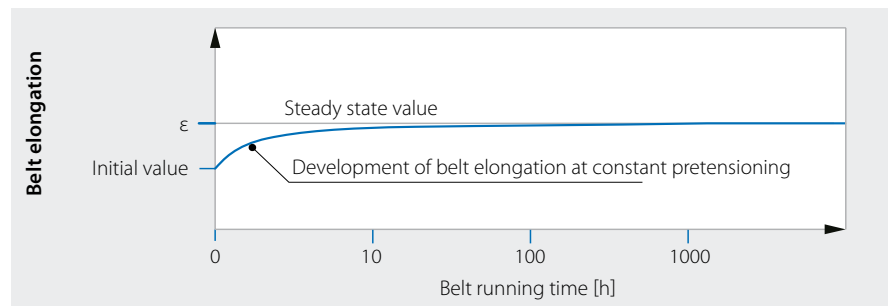 Belt elongation
Steady state value
ε
Initial value
Development of belt elongation at constant pretensioning
0
10
100
1000
Belt running time [h]